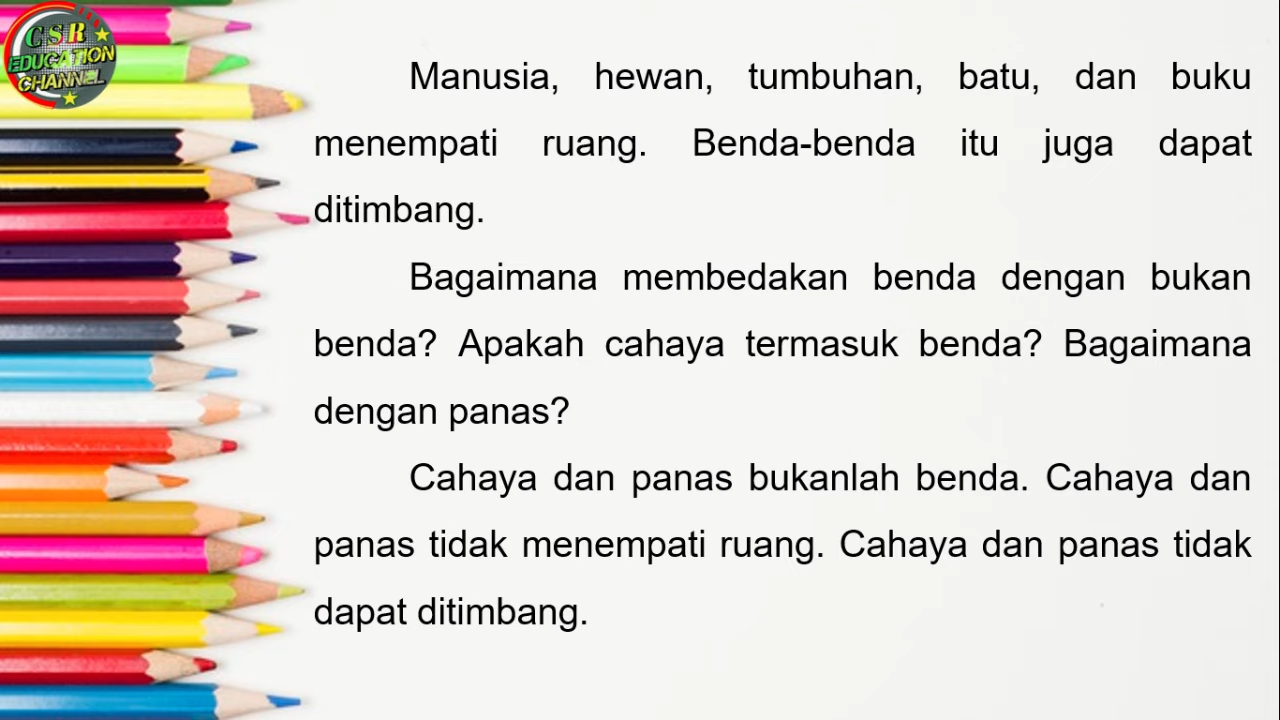 CSR
EDUCATION
CHANNEL
Manusia, hewan, tumbuhan, batu, dan buku
menempati ruang. Benda-benda itu juga dapat
ditimbang.
Bagaimana membedakan benda dengan bukan
benda? Apakah cahaya termasuk benda? Bagaimana
dengan panas?
Cahaya dan panas bukanlah benda. Cahaya dan
panas tidak menempati ruang. Cahaya dan panas tidak
dapat ditimbang.